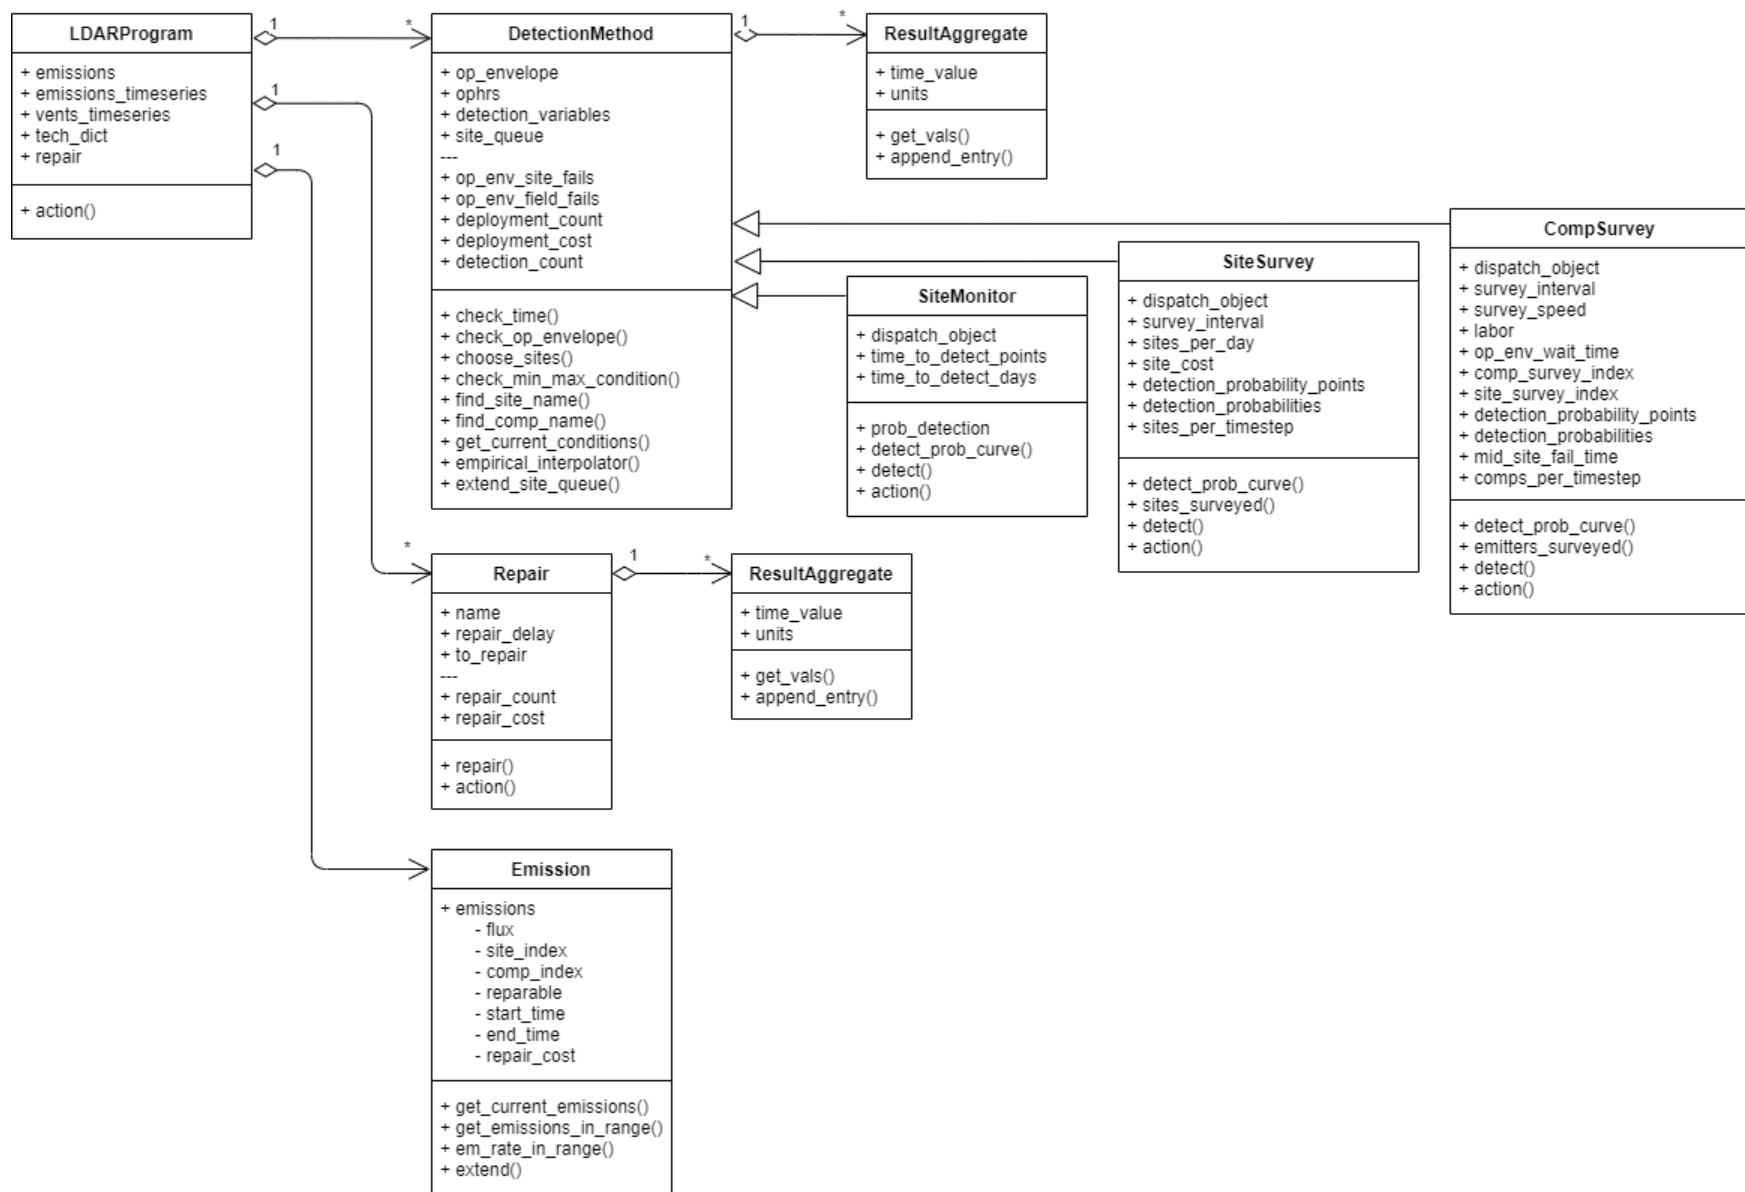 LDARProgram
+ emissions
+ emissions_timeseries
+ vents_timeseries
+ tech_dict
+ repair
+ action()
1
*
1
1
DetectionMethod
+ op_envelope
+ ophrs
+ detection_variables
+ site_queue
---
+ op_env_site_fails
+ op_env_field_fails
+ deployment_count
+ deployment_cost
+ detection_count
+ check_time()
+ check_op_envelope()
+ choose_sites()
+ check_min_max_condition()
+ find_site_name()
+ find_comp_name()
+ get_current_conditions()
+ empirical_interpolator()
+ extend_site_queue()
1
*
ResultAggregate
+ time_value
+ units
+ get_vals()
+ append_entry()
SiteMonitor
+ dispatch_object
+ time_to_detect_points
+ time_to_detect_days
+ prob_detection
+ detect_prob_curve()
+ detect()
+ action()
SiteSurvey
+ dispatch_object
+ survey_interval
+ sites_per_day
+ site_cost
+ detection_probability_points
+ detection_probabilities
+ sites_per_timestep
+ detect_prob_curve()
+ sites_surveyed()
+ detect()
+ action()
CompSurvey
+ dispatch_object
+ survey_interval
+ survey_speed
+ labor
+ op_env_wait_time
+ comp_survey_index
+ site_survey_index
+ detection_probability_points
+ detection_probabilities
+ mid_site_fail_time
+ comps_per_timestep
+ detect_prob_curve()
+ emitters_surveyed()
+ detect()
+ action()
*
Repair
+ name
+ repair_delay
+ to_repair
---
+ repair_count
+ repair_cost
+ repair()
+ action()
1
*
ResultAggregate
+ time_value
+ units
+ get_vals()
+ append_entry()
Emission
+ emissions
- flux
- site_index
- comp_index
- reparable
- start_time
- end_time
- repair_cost
+ get_current_emissions()
+ get_emissions_in_range()
+ em_rate_in_range()
+ extend()